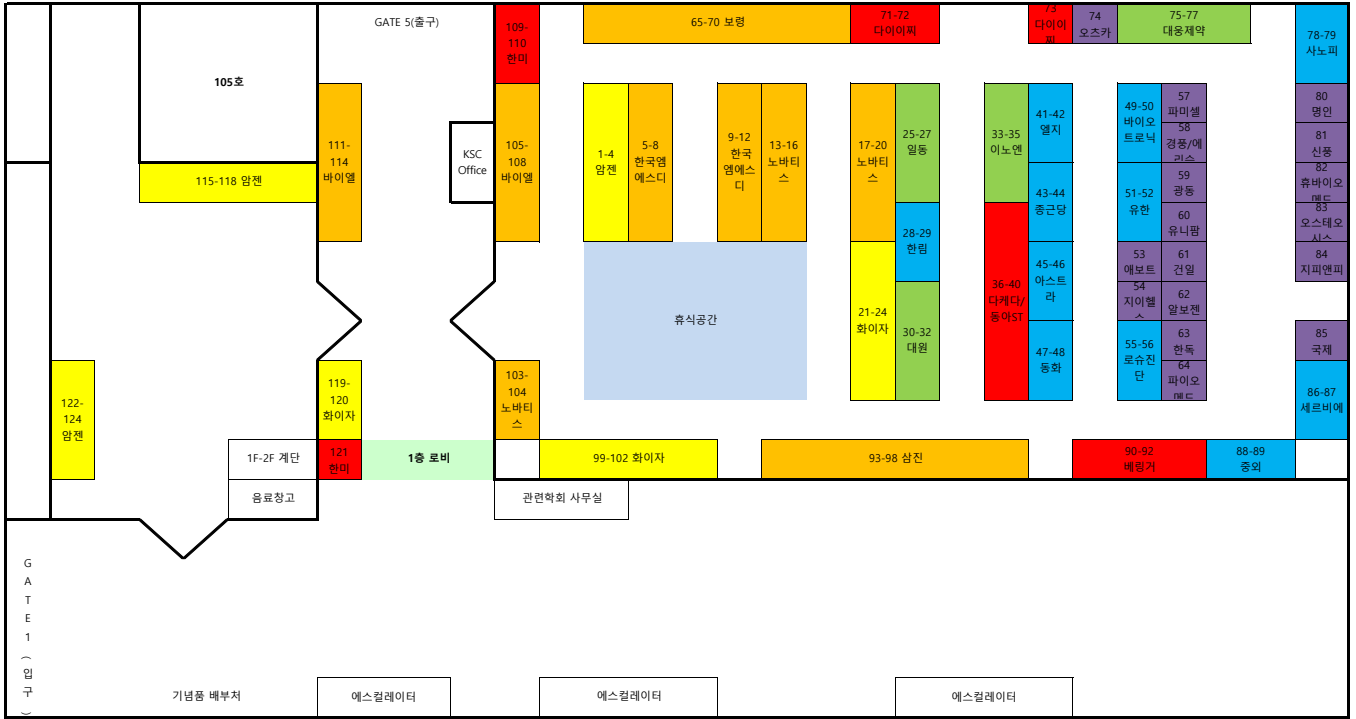 GATE 5(출구)
105호
109-
110
한미
65-70 보령
71-72
다이이찌
73
다이이
찌
74
오츠카
75-77
대웅제약
78-79
사노피
111-
114
바이엘
KSC
Office
105-
108
바이엘
1-4
암젠
5-8
한국엠
에스디
9-12
한국
엠에스
디
13-16
노바티
스
17-20
노바티
스
25-27
일동
33-35
이노엔
41-42
엘지
49-50
바이오
트로닉
57
파미셀
58
경풍/에
리슨
80
명인
81
신풍
115-118 암젠
43-44
종근당
51-52
유한
59
광동
60
유니팜
82
휴바이오
메드
83
오스테오
시스
28-29
한림
36-40
다케다/
동아ST
45-46
아스트
라
53
애보트
54
지이헬
스
61
건일
62
알보젠
84
지피앤피
휴식공간
21-24
화이자
30-32
대원
47-48
동화
55-56
로슈진
단
63
한독
64
파이오
메드
85
국제
86-87
세르비에
122-
124
암젠
119-
120
화이자
103-
104
노바티
스
1F-2F 계단
121
한미
1층 로비
99-102 화이자
93-98 삼진
90-92
베링거
88-89
중외
음료창고
관련학회 사무실
G
A
T
E
1
(
입
구
)
기념품 배부처
에스컬레이터
에스컬레이터
에스컬레이터